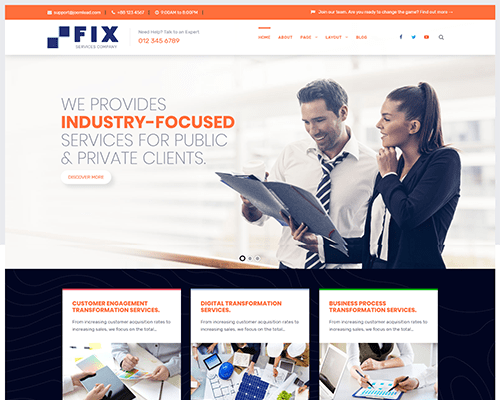 support@joomlead.com +88 123 4567 9:00AM to 5:00PM Join our team. Are you ready to change the game? Find out more
FIX
SERVICES COMPANY
Need Help? Talk to an Expert
012 345 6789
HOME ABOUT PAGE LAYOUT BLOG
WE PROVIDES
INDUSTRY-FOCUSED
SERVICES FOR PUBLIC
& PRIVATE CLIENTS.
DISCOVER MORE
CUSTOMER ENGAGEMENT
TRANSFORMATION SERVICES.
From increasing customer acquisition rates to
increasing sales, we focus on the total...
DIGITAL TRANSFORMATION
SERVICES.
From increasing customer acquisition rates to
increasing sales, we focus on the total...
BUSINESS PROCESS
TRANSFORMATION SERVICES.
From increasing customer acquisition rates to
increasing sales, we focus on the total...